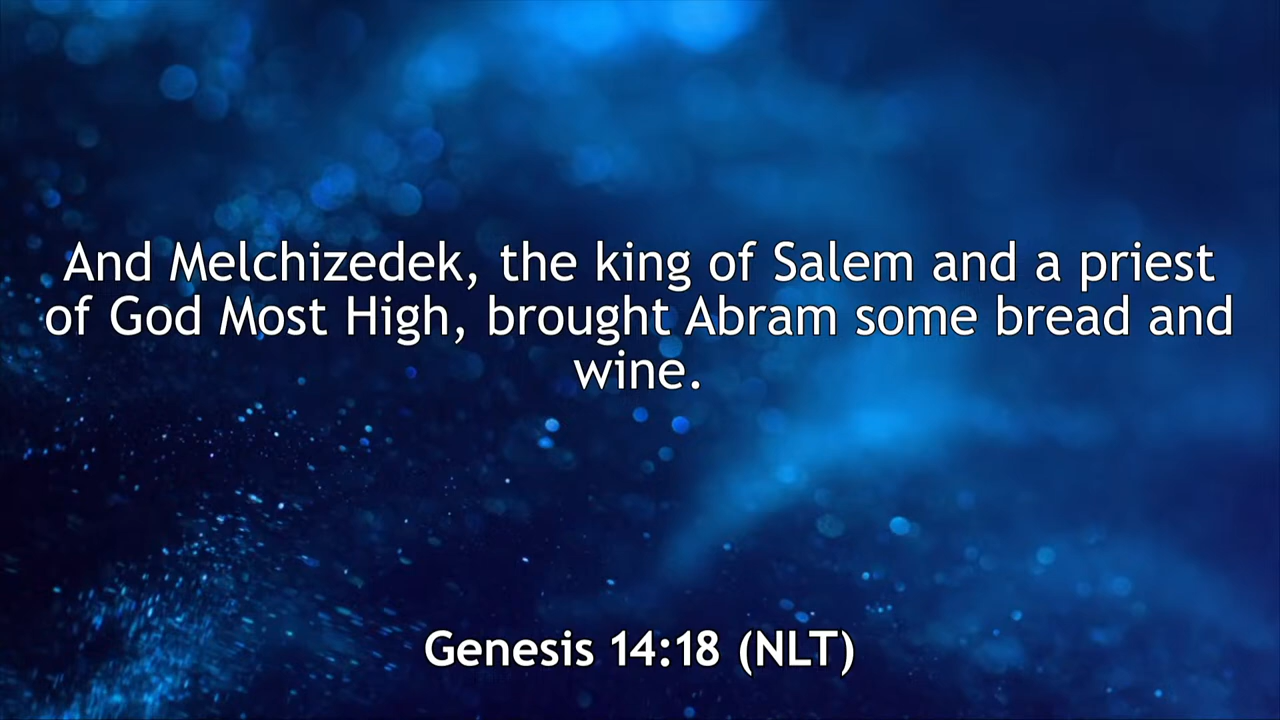 And Melchizedek, the king of Salem and a priest
of God Most High, brought Abram some bread and
wine.
Genesis 14:18 (NLT)